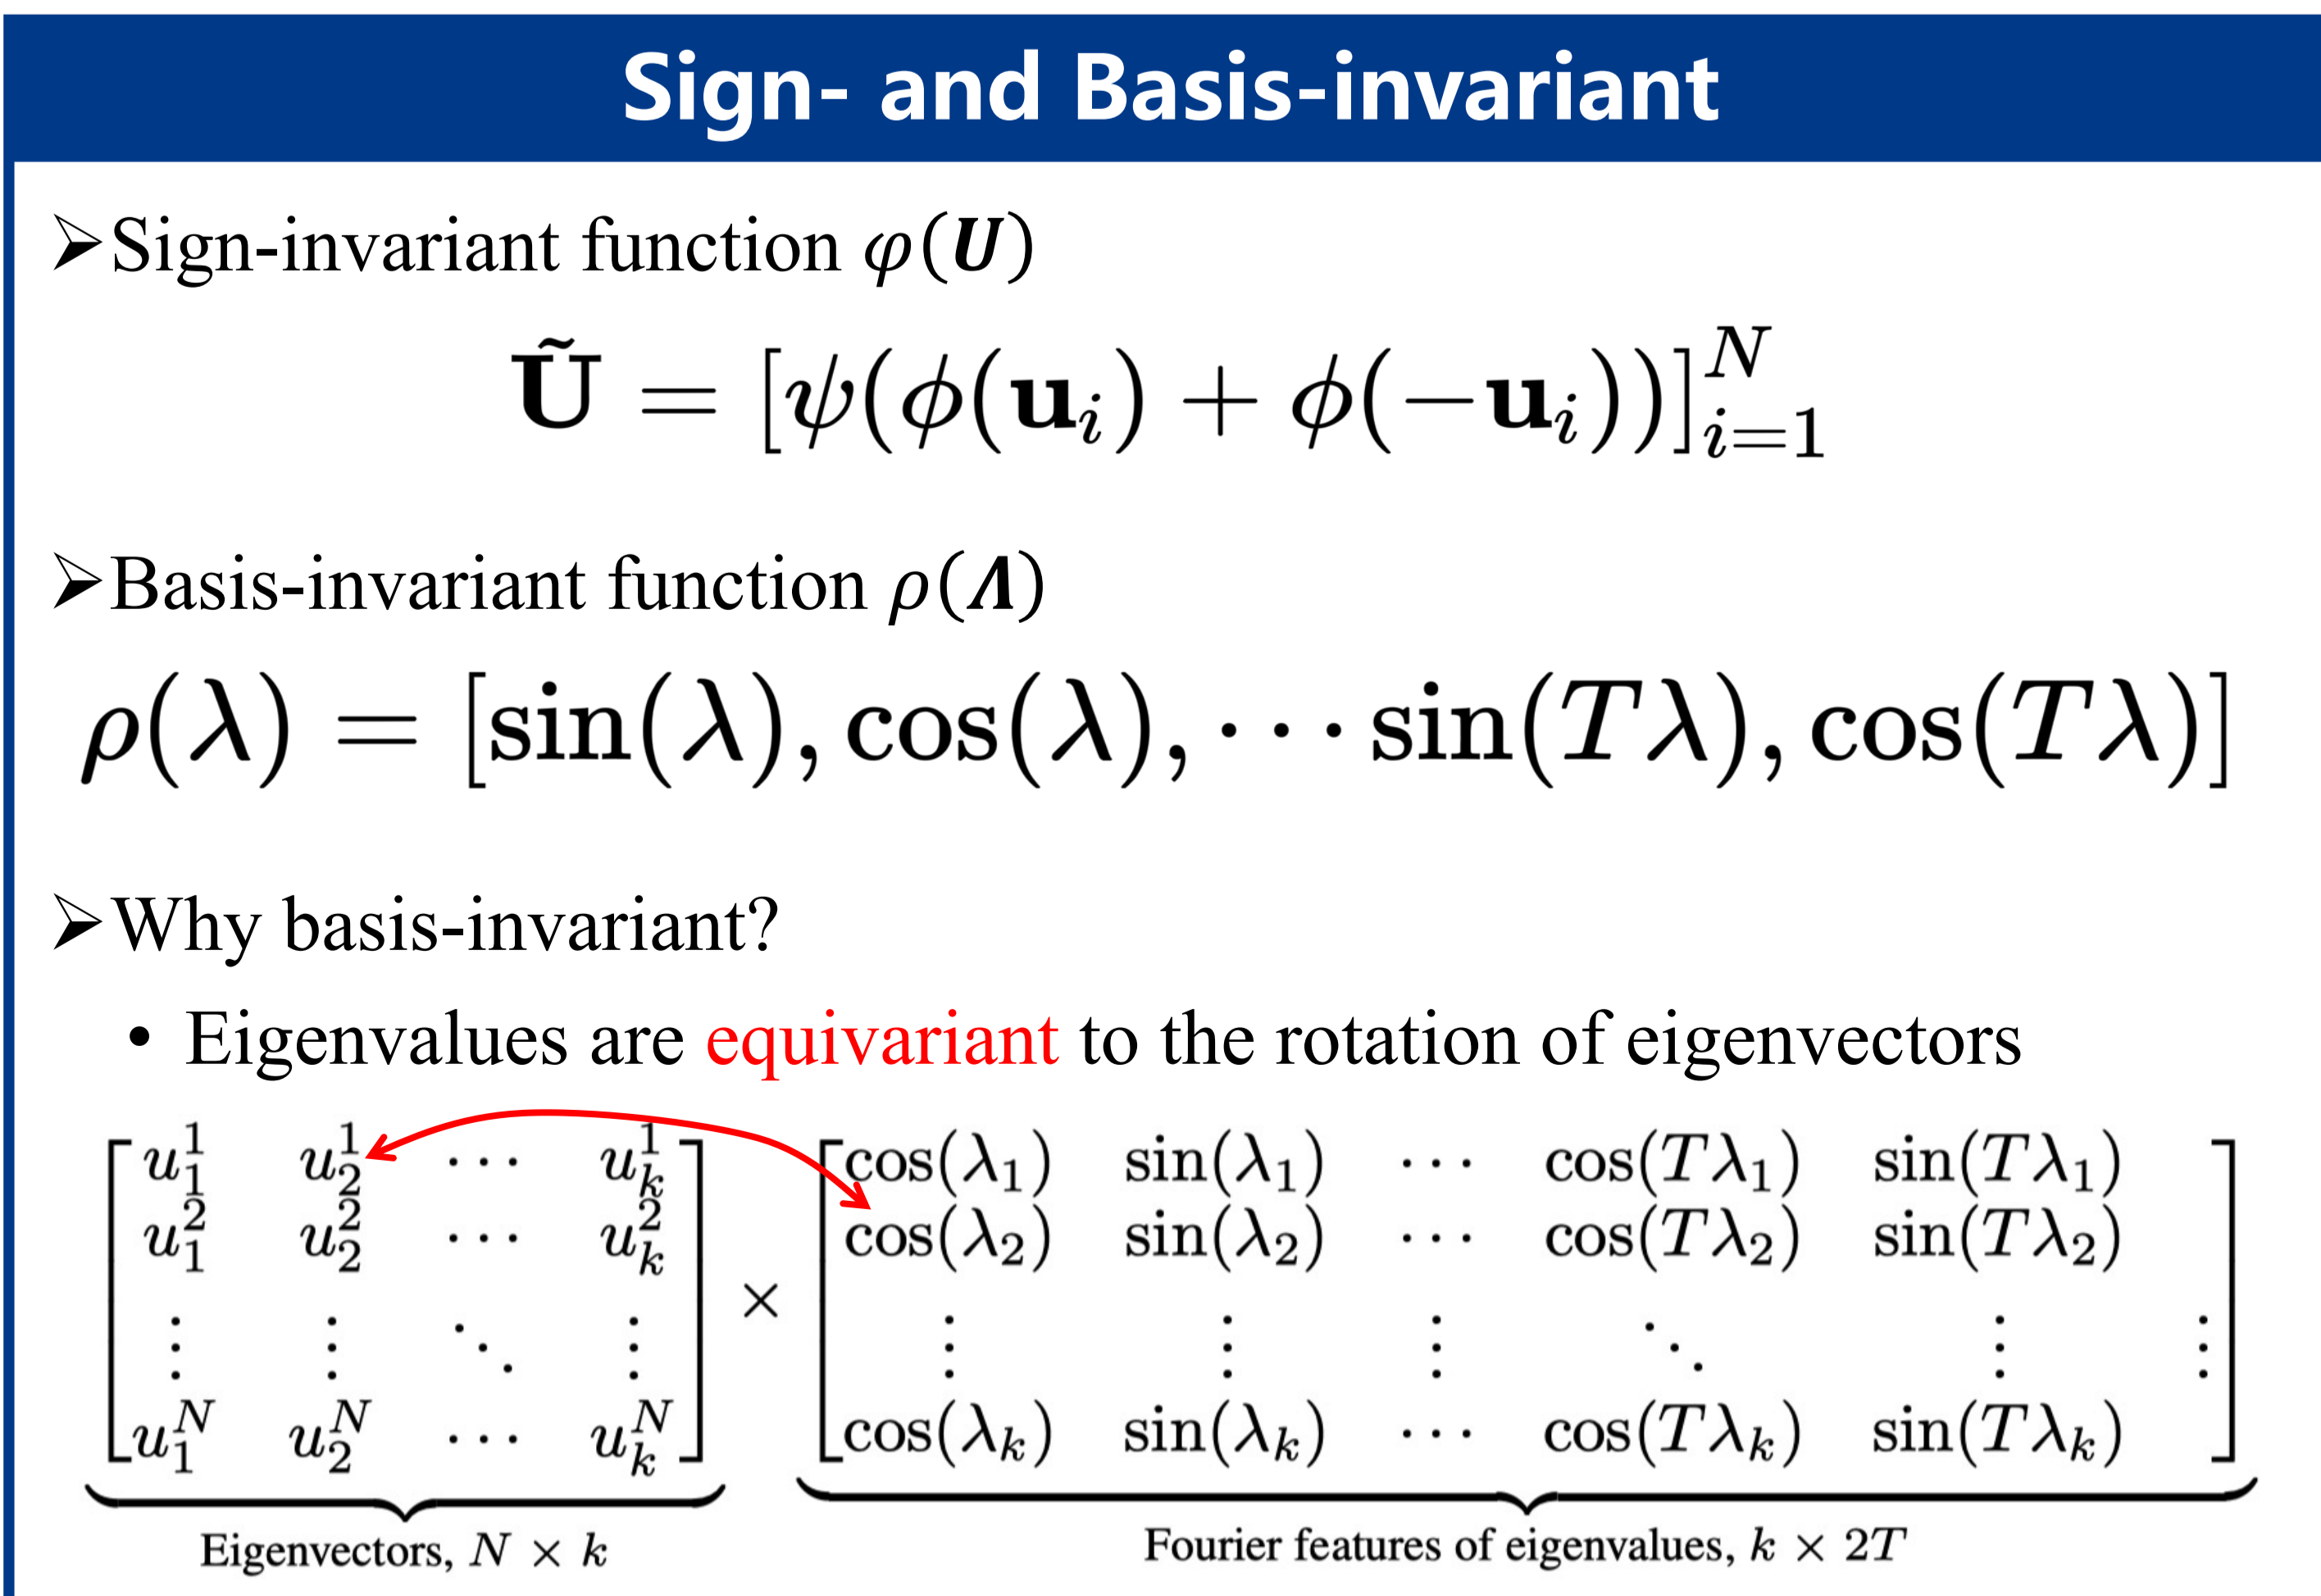 Sign- and Basis-invariant
➢Sign-invariant function φ(U)
Ũ = [ψ(ϕ(u_i) + ϕ(−u_i))]_{i=1}^{N}
➢Basis-invariant function ρ(Λ)
ρ(λ) = [sin(λ), cos(λ), ··· sin(Tλ), cos(Tλ)]
➢Why basis-invariant?
• Eigenvalues are equivariant to the rotation of eigenvectors
[u_1^1 u_2^1 ··· u_k^1] × [cos(λ_1) sin(λ_1) ··· cos(Tλ_1) sin(Tλ_1)]
u_1^2 u_2^2 ··· u_k^2 cos(λ_2) sin(λ_2) ··· cos(Tλ_2) sin(Tλ_2)
⋮ ⋮ ⋱ ⋮ ⋮ ⋮ ⋮ ⋱ ⋮ ⋮
u_1^N u_2^N ··· u_k^N cos(λ_k) sin(λ_k) ··· cos(Tλ_k) sin(Tλ_k)
Eigenvectors, N × k
Fourier features of eigenvalues, k × 2T